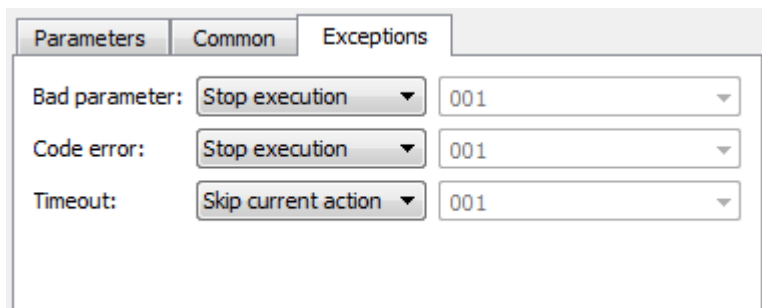 Parameters Common Exceptions
Bad parameter: Stop execution 001
Code error: Stop execution 001
Timeout: Skip current action 001